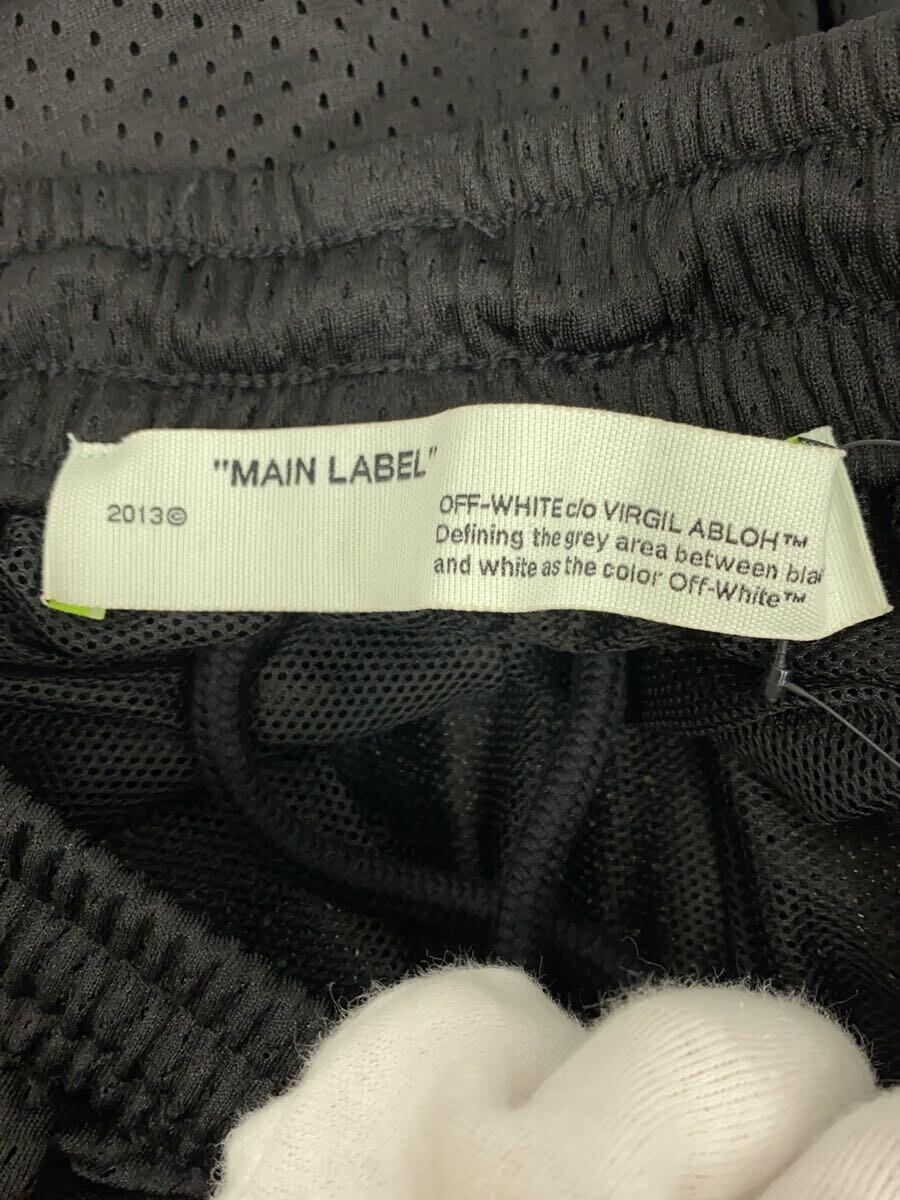 "MAIN LABEL"
2013©
OFF-WHITE c/o VIRGIL ABLOH™
Defining the grey area between
and white as the color Off-White™